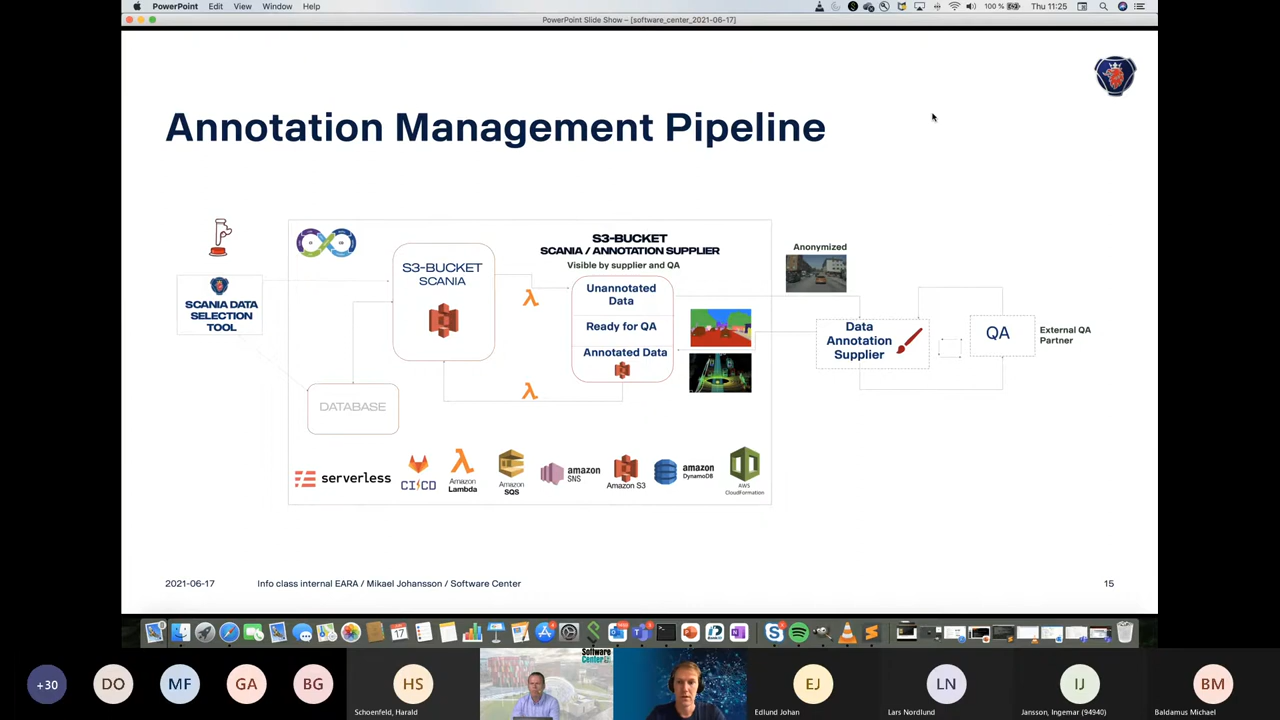 PowerPoint Edit View Window Help
100 %
Thu 11:25
PowerPoint Slide Show – [software_center_2021-06-17]
Annotation Management Pipeline
SCANIA DATA
SELECTION
TOOL
DATABASE
S3-BUCKET
SCANIA
S3-BUCKET
SCANIA / ANNOTATION SUPPLIER
Visible by supplier and QA
Unannotated
Data
Ready for QA
Annotated Data
Anonymized
Data
Annotation
Supplier
QA
External QA
Partner
serverless
CI/CD
Amazon
Lambda
Amazon
SQS
amazon
SNS
Amazon S3
amazon
DynamoDB
AWS
CloudFormation
2021-06-17
Info class internal EARA / Mikael Johansson / Software Center
15
Software
Center
+30
DO
MF
GA
BG
HS
Schoenfeld, Harald
EJ
Edlund Johan
LN
Lars Nordlund
IJ
Jansson, Ingemar (94940)
BM
Baldamus Michael